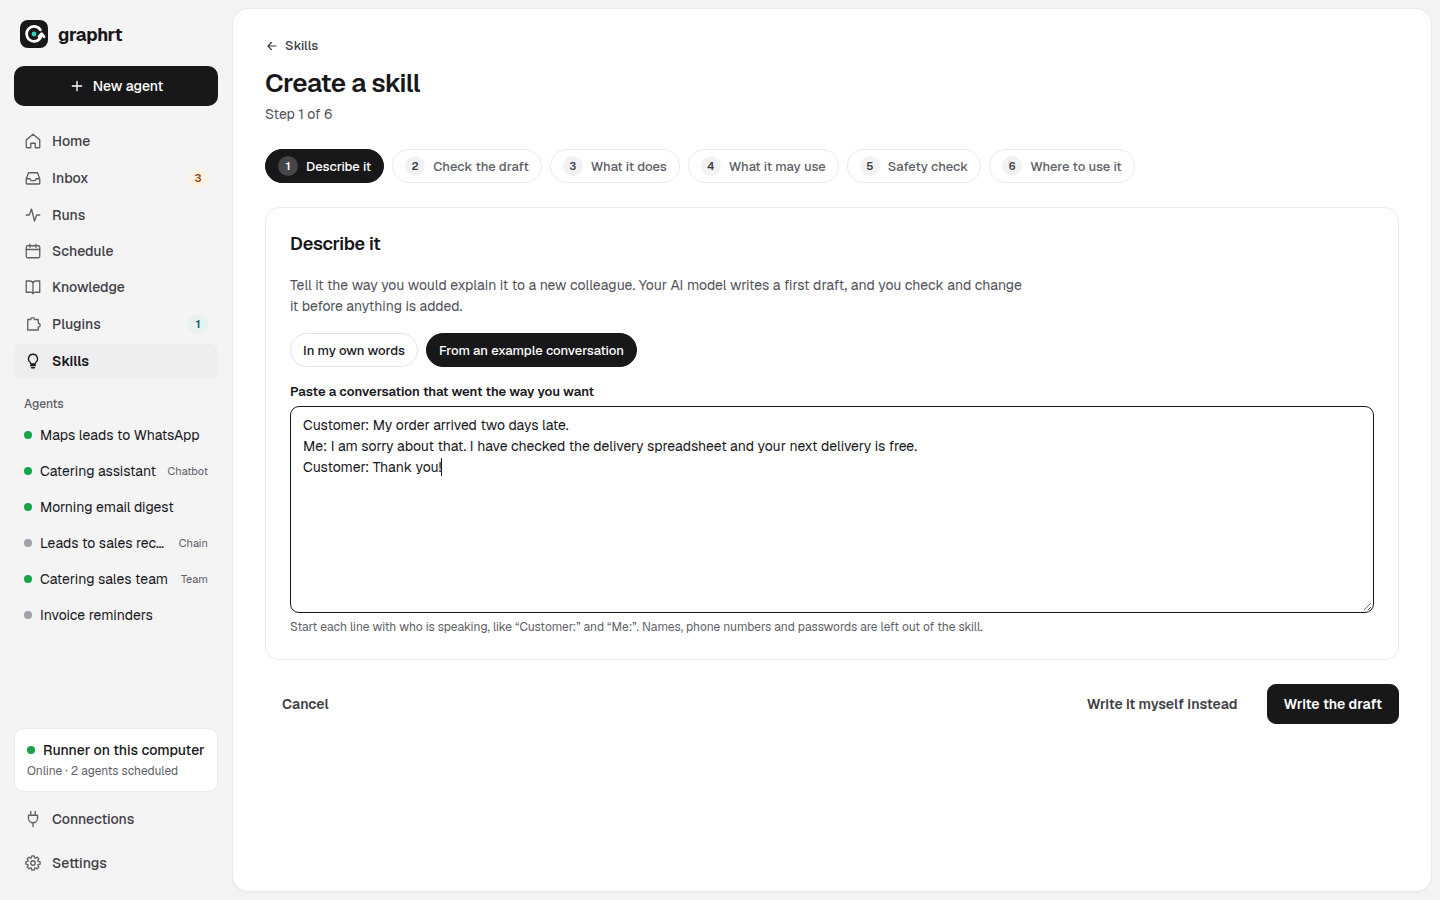 graphrt
New agent
Home
Inbox 3
Runs
Schedule
Knowledge
Plugins 1
Skills
Agents
Maps leads to WhatsApp
Catering assistant Chatbot
Morning email digest
Leads to sales rec... Chain
Catering sales team Team
Invoice reminders
Runner on this computer
Online · 2 agents scheduled
Connections
Settings
← Skills
Create a skill
Step 1 of 6
1 Describe it 2 Check the draft 3 What it does 4 What it may use 5 Safety check 6 Where to use it
Describe it
Tell it the way you would explain it to a new colleague. Your AI model writes a first draft, and you check and change
it before anything is added.
In my own words From an example conversation
Paste a conversation that went the way you want
Customer: My order arrived two days late.
Me: I am sorry about that. I have checked the delivery spreadsheet and your next delivery is free.
Customer: Thank you!
Start each line with who is speaking, like “Customer:” and “Me:”. Names, phone numbers and passwords are left out of the skill.
Cancel Write it myself instead Write the draft